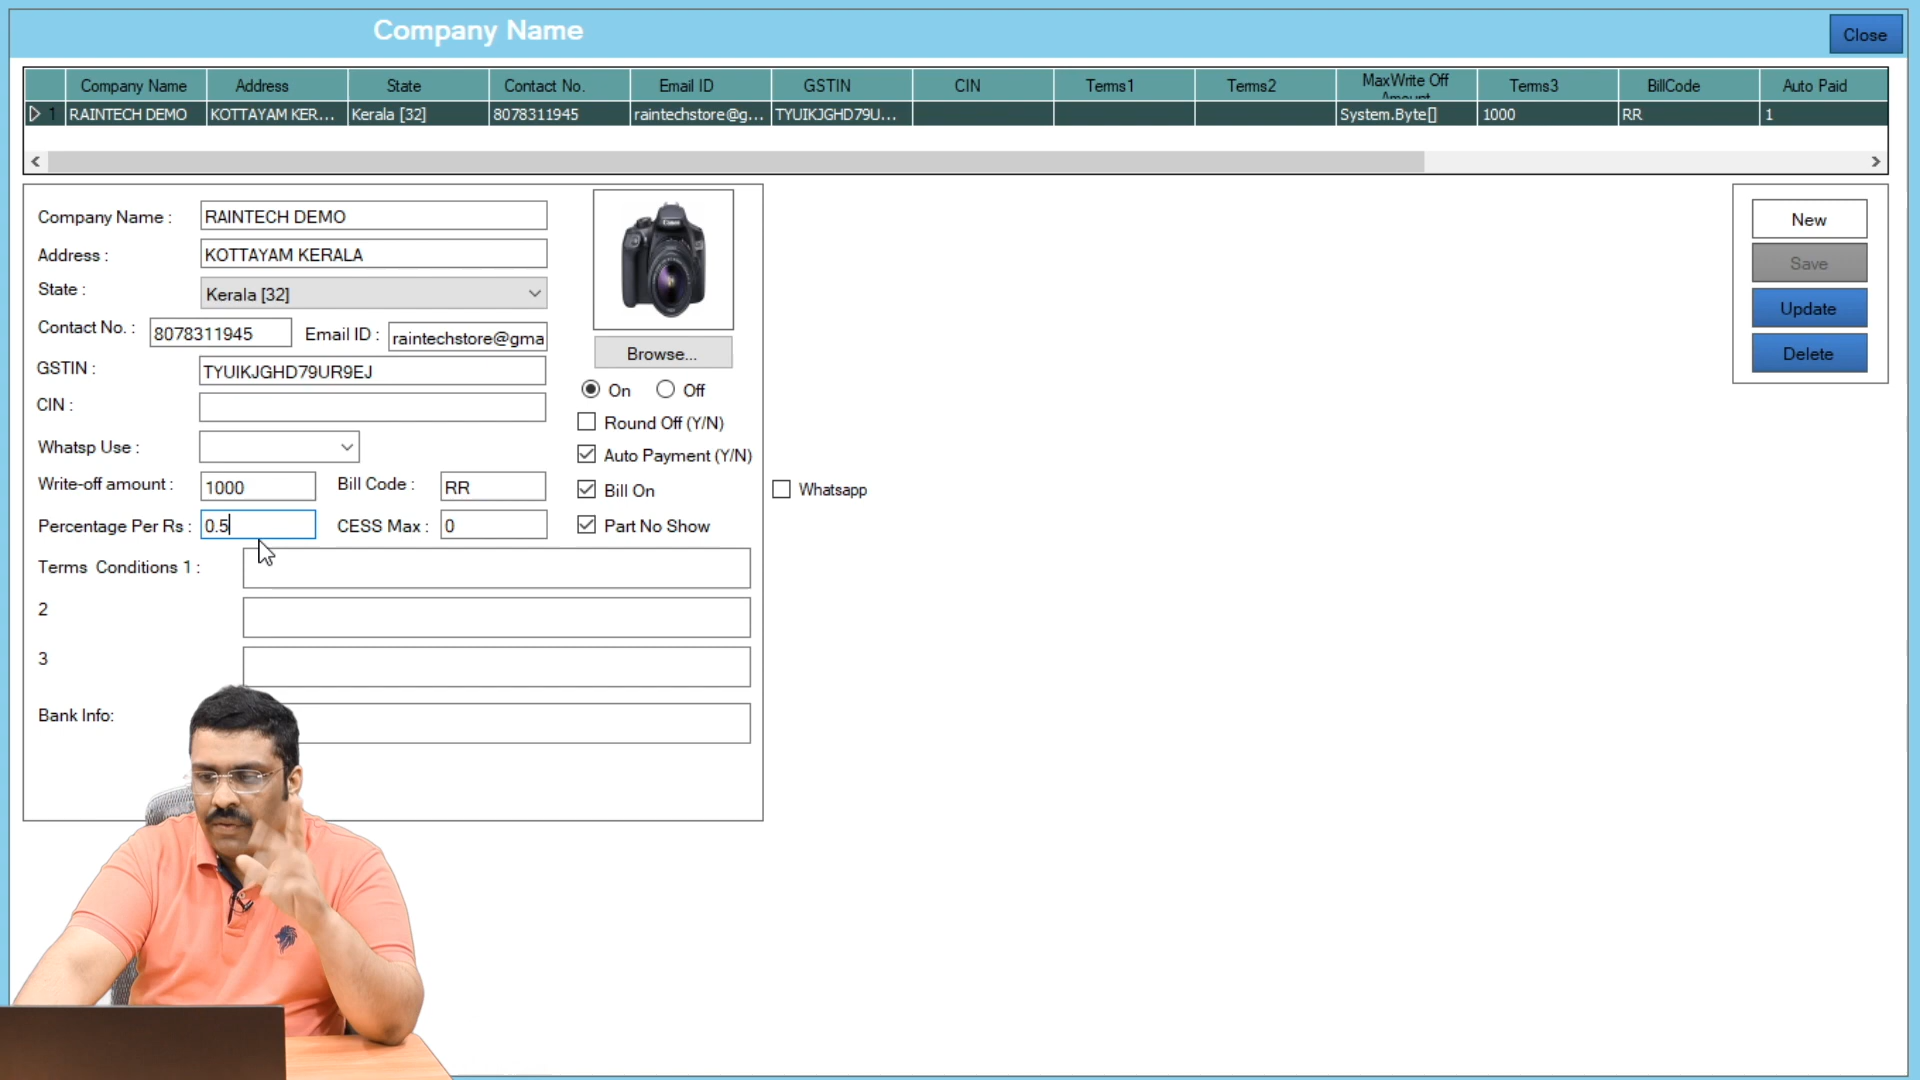 Company Name
Close
Company Name Address State Contact No. Email ID GSTIN CIN Terms1 Terms2 MaxWrite Off Amount Terms3 BillCode Auto Paid
1 RAINTECH DEMO KOTTAYAM KER... Kerala [32] 8078311945 raintechstore@g... TYUIKJGHD79U... System.Byte[] 1000 RR 1
Company Name : RAINTECH DEMO
Canon
New
Address : KOTTAYAM KERALA
Save
State : Kerala [32]
Update
Contact No. : 8078311945 Email ID : raintechstore@gma
Browse...
Delete
GSTIN : TYUIKJGHD79UR9EJ
On Off
CIN :
Round Off (Y/N)
Whatsp Use :
Auto Payment (Y/N)
Write-off amount : 1000 Bill Code : RR
Bill On
Whatsapp
Percentage Per Rs : 0.5 CESS Max : 0
Part No Show
Terms Conditions 1 :
2
3
Bank Info: